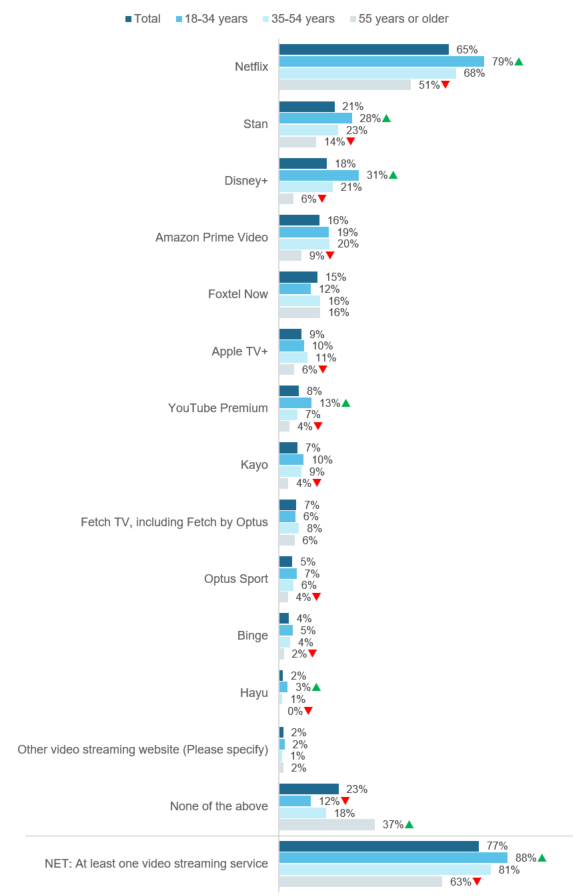 Total 18-34 years 35-54 years 55 years or older
65%
Netflix 79%▲
68%
51%▼
21%
Stan 28%▲
23%
14%▼
18%
Disney+ 31%▲
21%
6%▼
16%
Amazon Prime Video 19%
20%
9%▼
15%
Foxtel Now 12%
16%
16%
9%
Apple TV+ 10%
11%
6%▼
8%
YouTube Premium 13%▲
7%
4%▼
7%
Kayo 10%
9%
4%▼
7%
Fetch TV, including Fetch by Optus 6%
8%
6%
5%
Optus Sport 7%
6%
4%▼
4%
Binge 5%
4%
2%▼
2%
Hayu 3%▲
1%
0%▼
2%
Other video streaming website (Please specify) 2%
1%
2%
23%
None of the above 12%▼
18%
37%▲
77%
NET: At least one video streaming service 88%▲
81%
63%▼